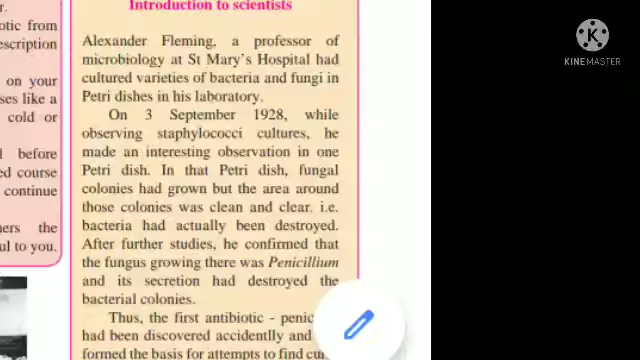 Introduction to scientists
r.
otic from
escription
on your
ses like a
cold or
before
ed course
continue
ners the
ul to you.
Alexander Fleming, a professor of
microbiology at St Mary's Hospital had
cultured varieties of bacteria and fungi in
Petri dishes in his laboratory.
On 3 September 1928, while
observing staphylococci cultures, he
made an interesting observation in one
Petri dish. In that Petri dish, fungal
colonies had grown but the area around
those colonies was clean and clear. i.e.
bacteria had actually been destroyed.
After further studies, he confirmed that
the fungus growing there was Penicillium
and its secretion had destroyed the
bacterial colonies.
Thus, the first antibiotic - penic
had been discovered accidentlly and
formed the basis for attempts to find cu
KINEMASTER